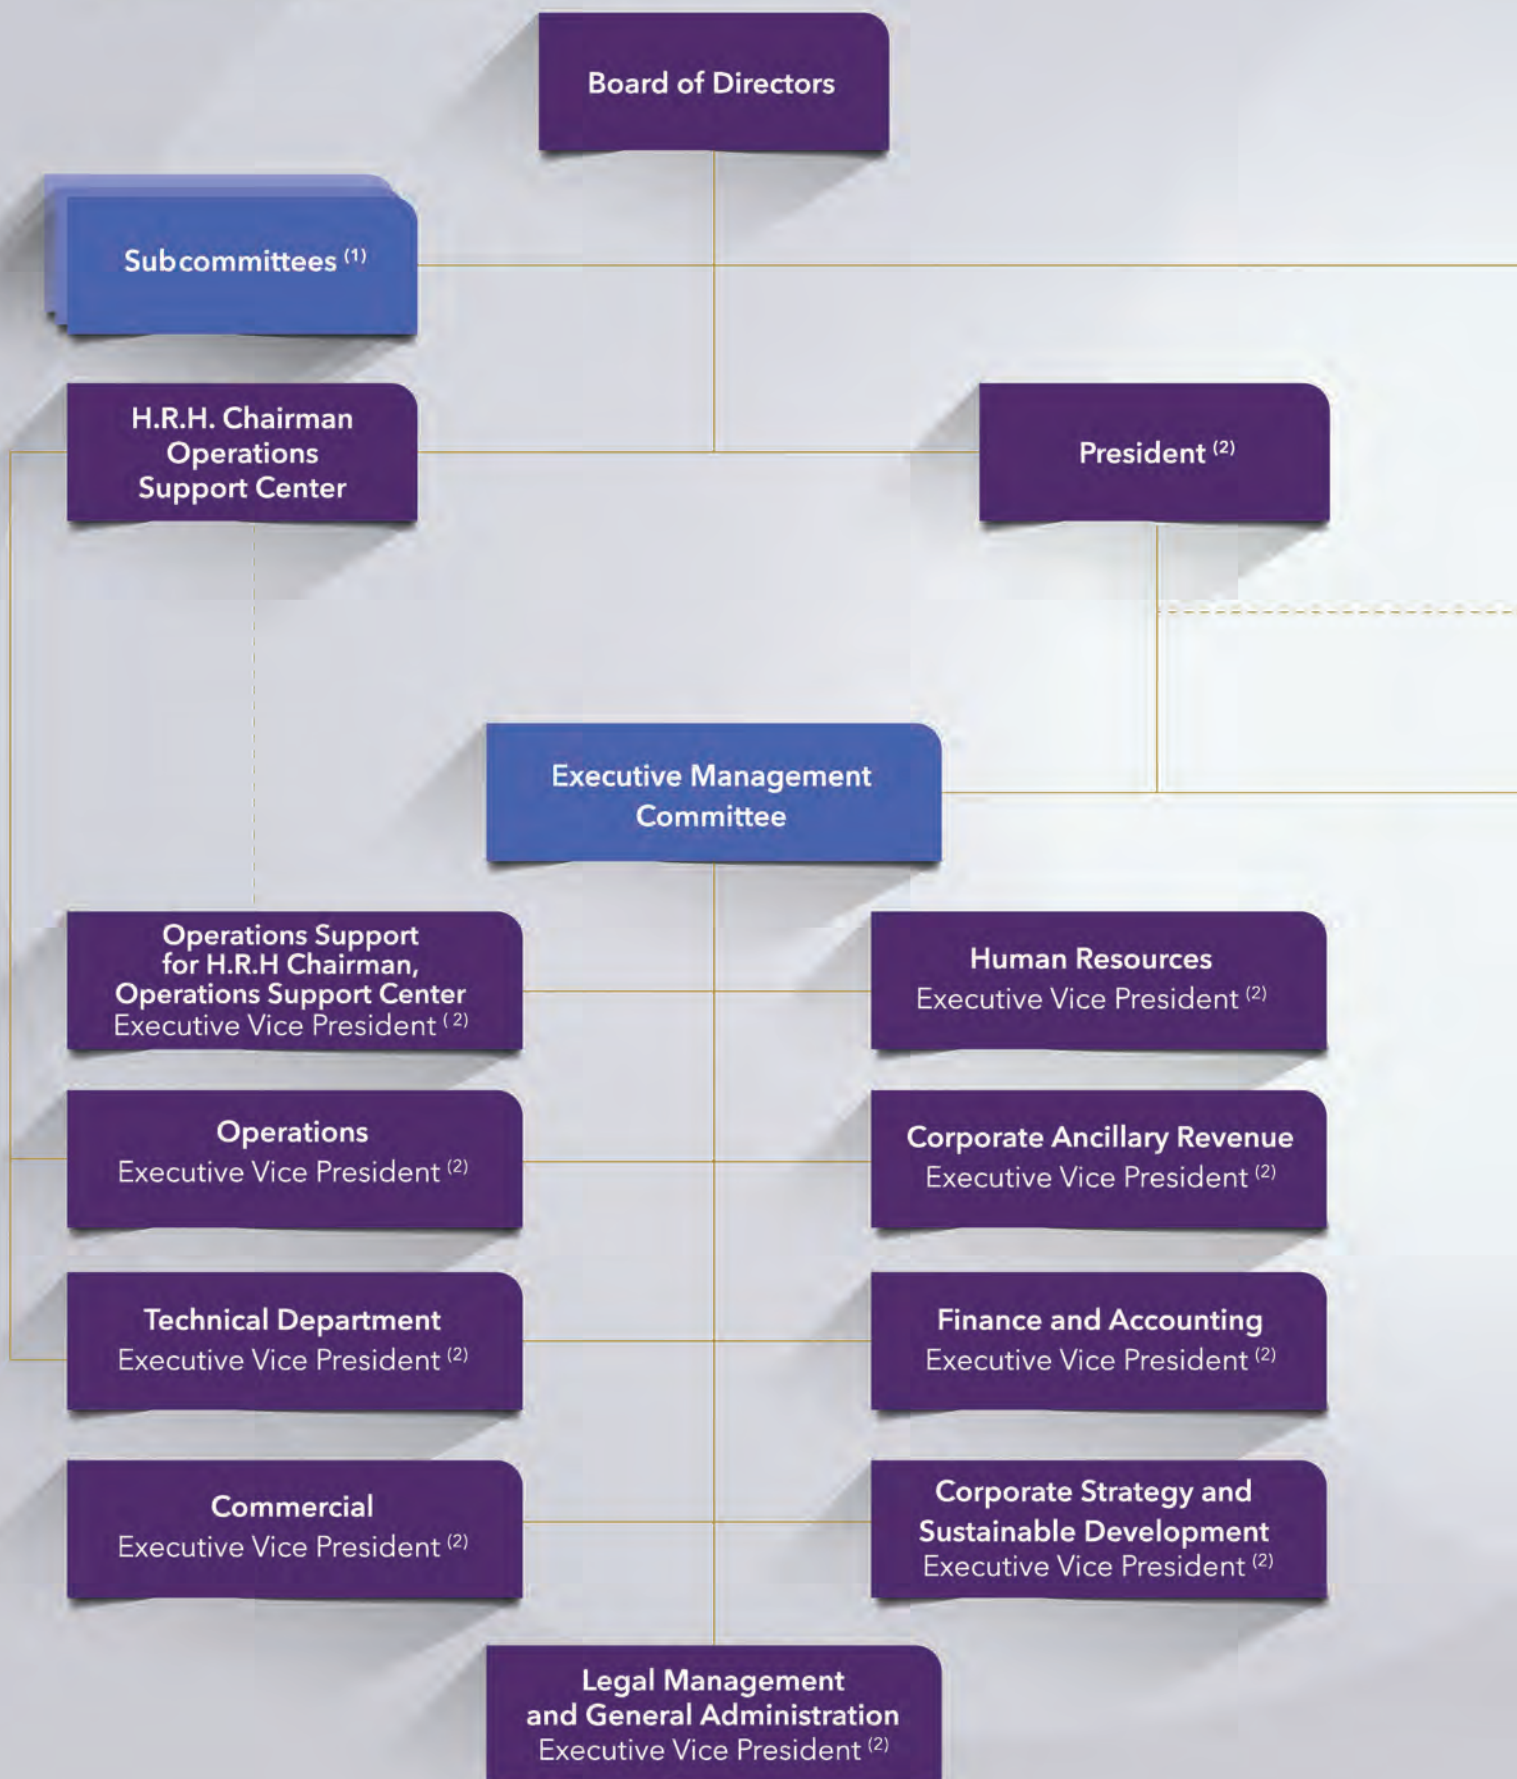 Board of Directors
Subcommittees (1)
H.R.H. Chairman
Operations
Support Center
President (2)
Executive Management
Committee
Operations Support
for H.R.H Chairman,
Operations Support Center
Executive Vice President (2)
Human Resources
Executive Vice President (2)
Operations
Executive Vice President (2)
Corporate Ancillary Revenue
Executive Vice President (2)
Technical Department
Executive Vice President (2)
Finance and Accounting
Executive Vice President (2)
Commercial
Executive Vice President (2)
Corporate Strategy and
Sustainable Development
Executive Vice President (2)
Legal Management
and General Administration
Executive Vice President (2)